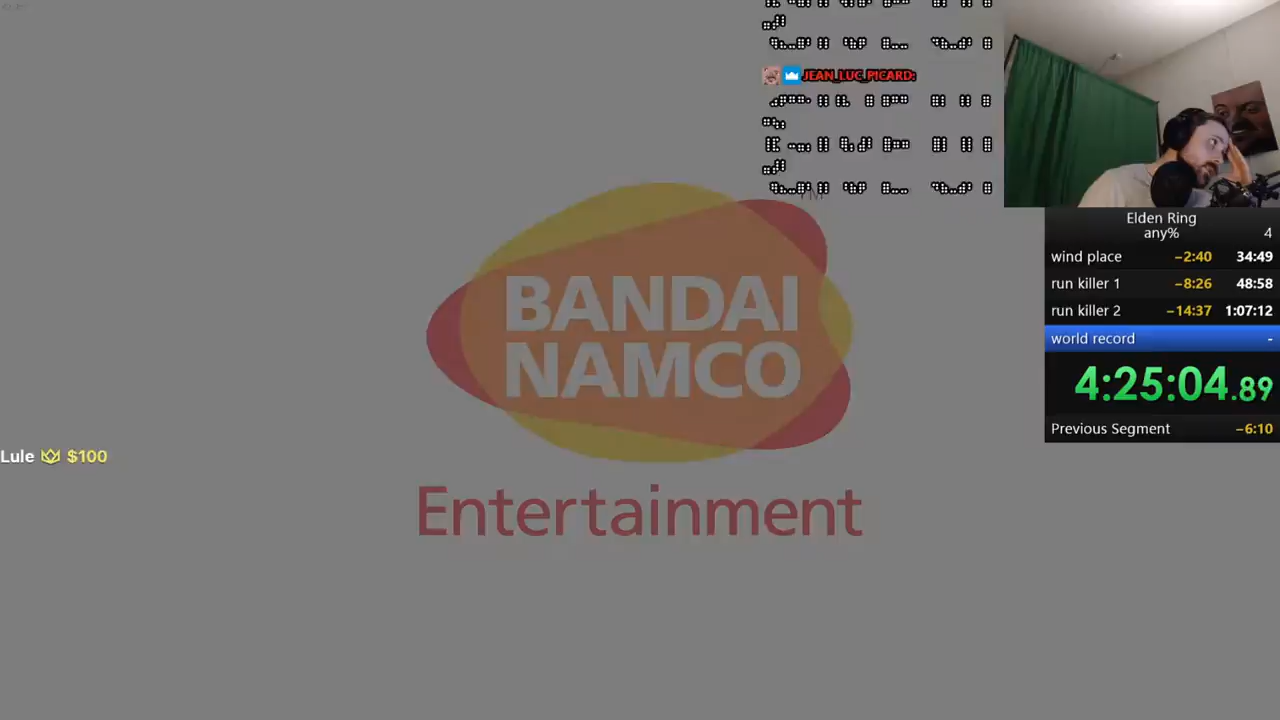 JEAN_LUC_PICARD:
TM
BANDAI
NAMCO
Entertainment
Lule $100
Elden Ring
any% 4
wind place −2:40 34:49
run killer 1 −8:26 48:58
run killer 2 −14:37 1:07:12
world record -
4:25:04.89
Previous Segment −6:10